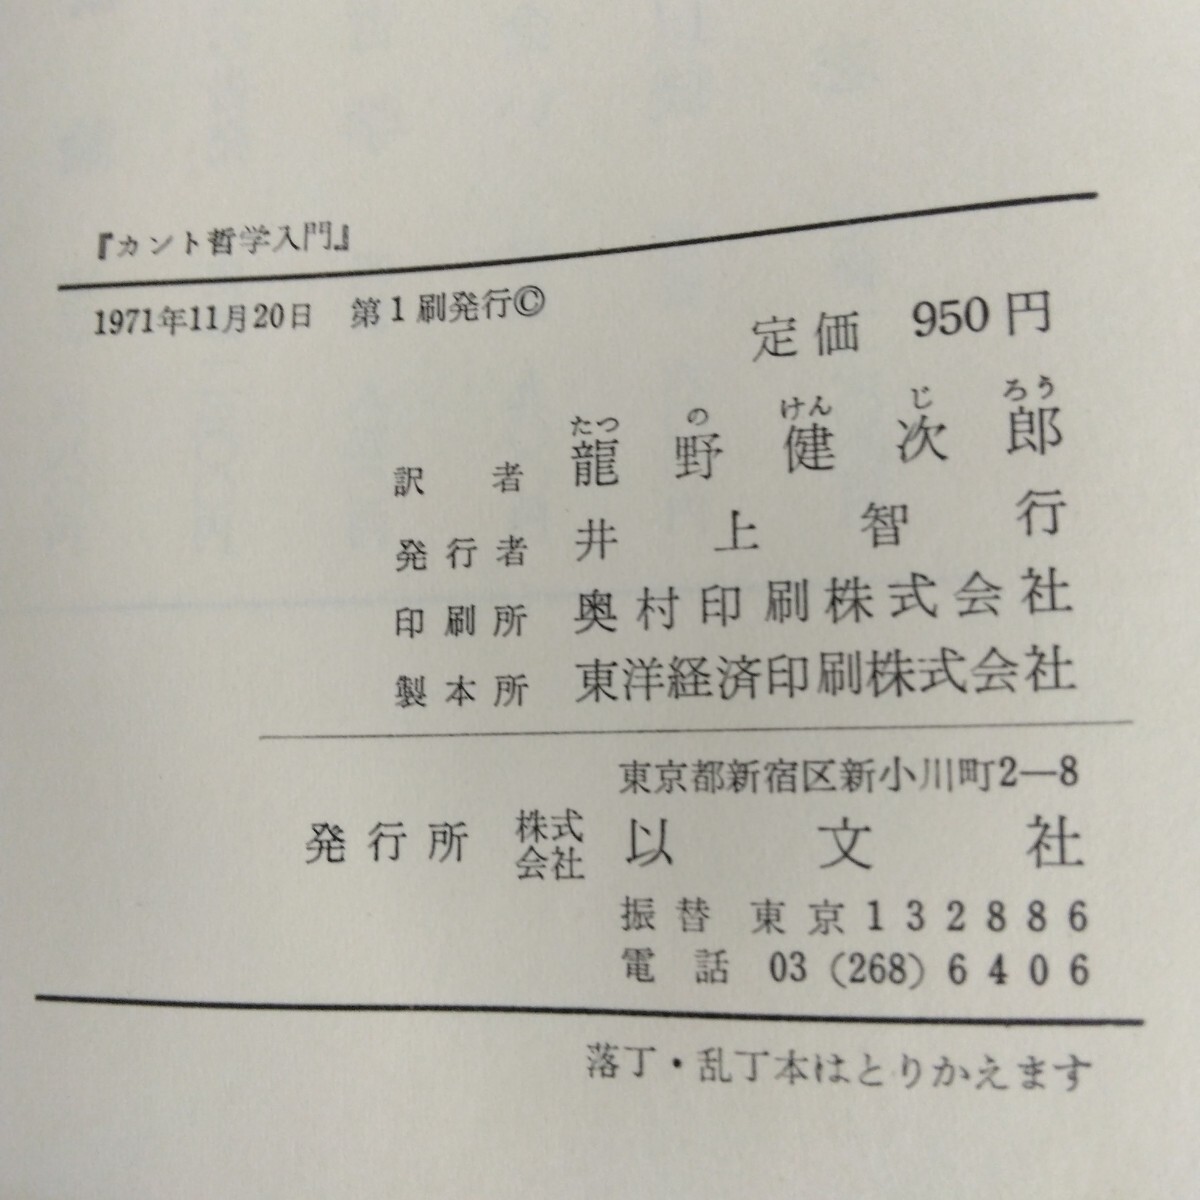 『カント哲学入門』
1971年11月20日 第1刷発行©
定価 950円
たつ の けん じ ろう
訳者 龍野健次郎
発行者 井上智行
印刷所 奥村印刷株式会社
製本所 東洋経済印刷株式会社
東京都新宿区新小川町2―8
発行所 株式会社 以文社
振替 東京132886
電話 03(268)6406
落丁・乱丁本はとりかえます